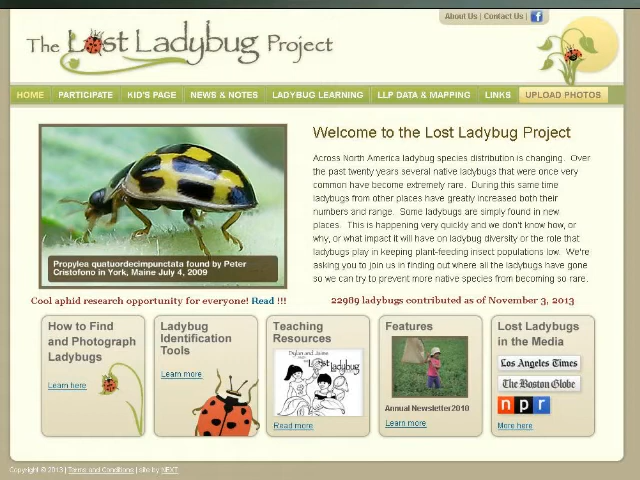 About Us | Contact Us |
The Lost Ladybug Project
HOME
PARTICIPATE
KID'S PAGE
NEWS & NOTES
LADYBUG LEARNING
LLP DATA & MAPPING
LINKS
UPLOAD PHOTOS
Propylea quatuordecimpunctata found by Peter
Cristofono in York, Maine July 4, 2009
Welcome to the Lost Ladybug Project
Across North America ladybug species distribution is changing. Over
the past twenty years several native ladybugs that were once very
common have become extremely rare. During this same time
ladybugs from other places have greatly increased both their
numbers and range. Some ladybugs are simply found in new
places. This is happening very quickly and we don't know how, or
why, or what impact it will have on ladybug diversity or the role that
ladybugs play in keeping plant-feeding insect populations low. We're
asking you to join us in finding out where all the ladybugs have gone
so we can try to prevent more native species from becoming so rare.
Cool aphid research opportunity for everyone! Read !!!
22989 ladybugs contributed as of November 3, 2013
How to Find
and Photograph
Ladybugs
Learn here
Ladybug
Identification
Tools
Learn more
Teaching
Resources
Dylan and Jaime
Lost Ladybug
Read more
Features
Annual Newsletter2010
Learn more
Lost Ladybugs
in the Media
Los Angeles Times
The Boston Globe
n p r
More here
Copyright © 2013 | Terms and Conditions | site by NEXT